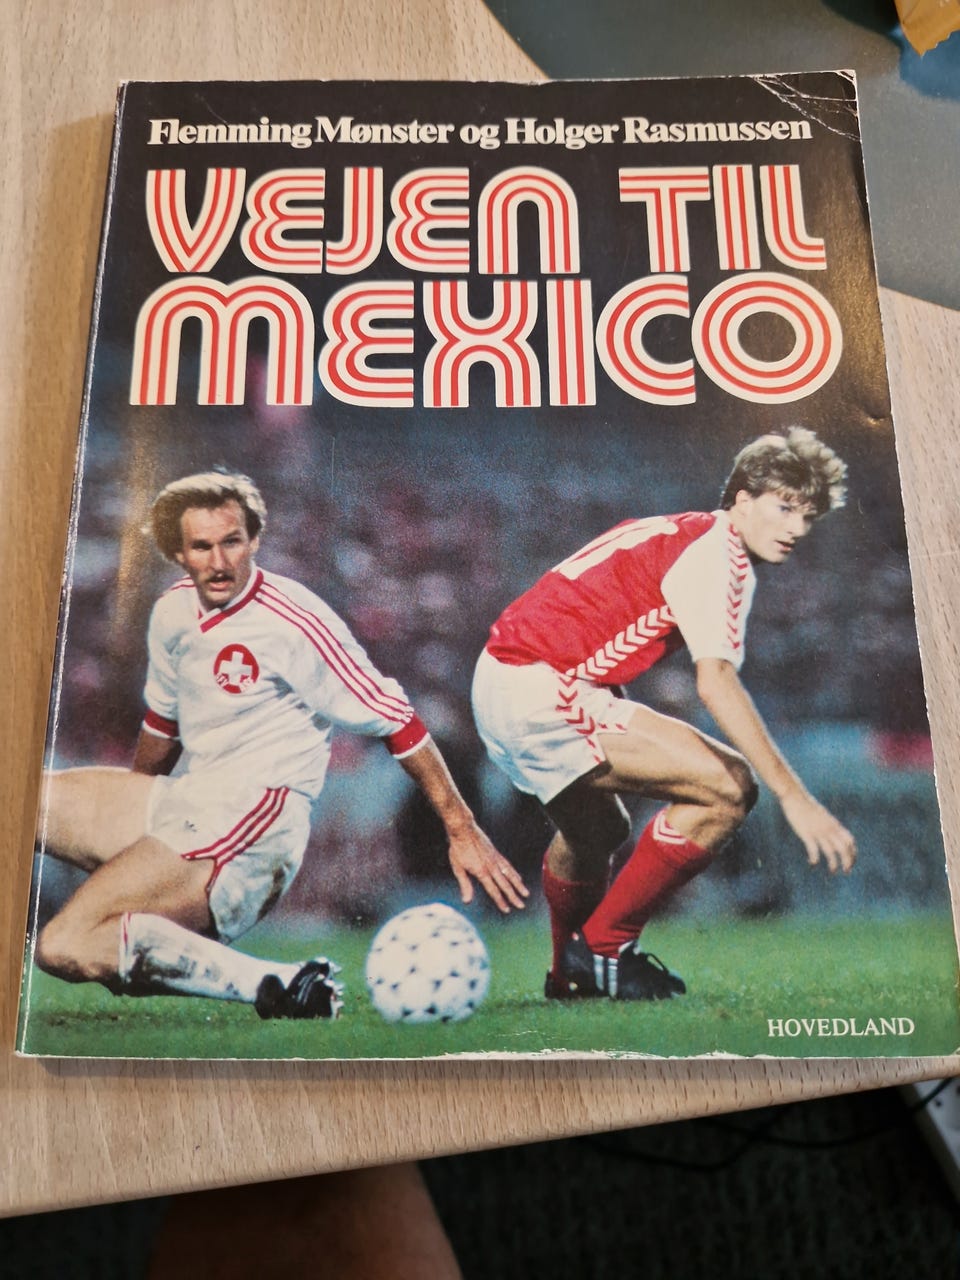 Flemming Mønster og Holger Rasmussen
VEJEN TIL
MEXICO
HOVEDLAND